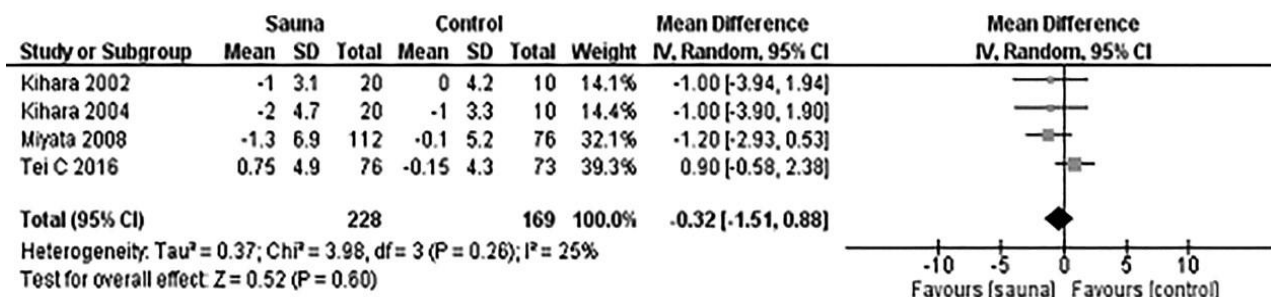 Sauna Control Mean Difference Mean Difference
Study or Subgroup Mean SD Total Mean SD Total Weight IV, Random, 95% CI IV, Random, 95% CI
Kihara 2002 -1 3.1 20 0 4.2 10 14.1% -1.00 [-3.94, 1.94]
Kihara 2004 -2 4.7 20 -1 3.3 10 14.4% -1.00 [-3.90, 1.90]
Miyata 2008 -1.3 6.9 112 -0.1 5.2 76 32.1% -1.20 [-2.93, 0.53]
Tei C 2016 0.75 4.9 76 -0.15 4.3 73 39.3% 0.90 [-0.58, 2.38]
Total (95% CI) 228 169 100.0% -0.32 [-1.51, 0.88]
Heterogeneity: Tau² = 0.37; Chi² = 3.98, df = 3 (P = 0.26); I² = 25%
Test for overall effect: Z = 0.52 (P = 0.60)
-10 -5 0 5 10
Favours [sauna] Favours [control]